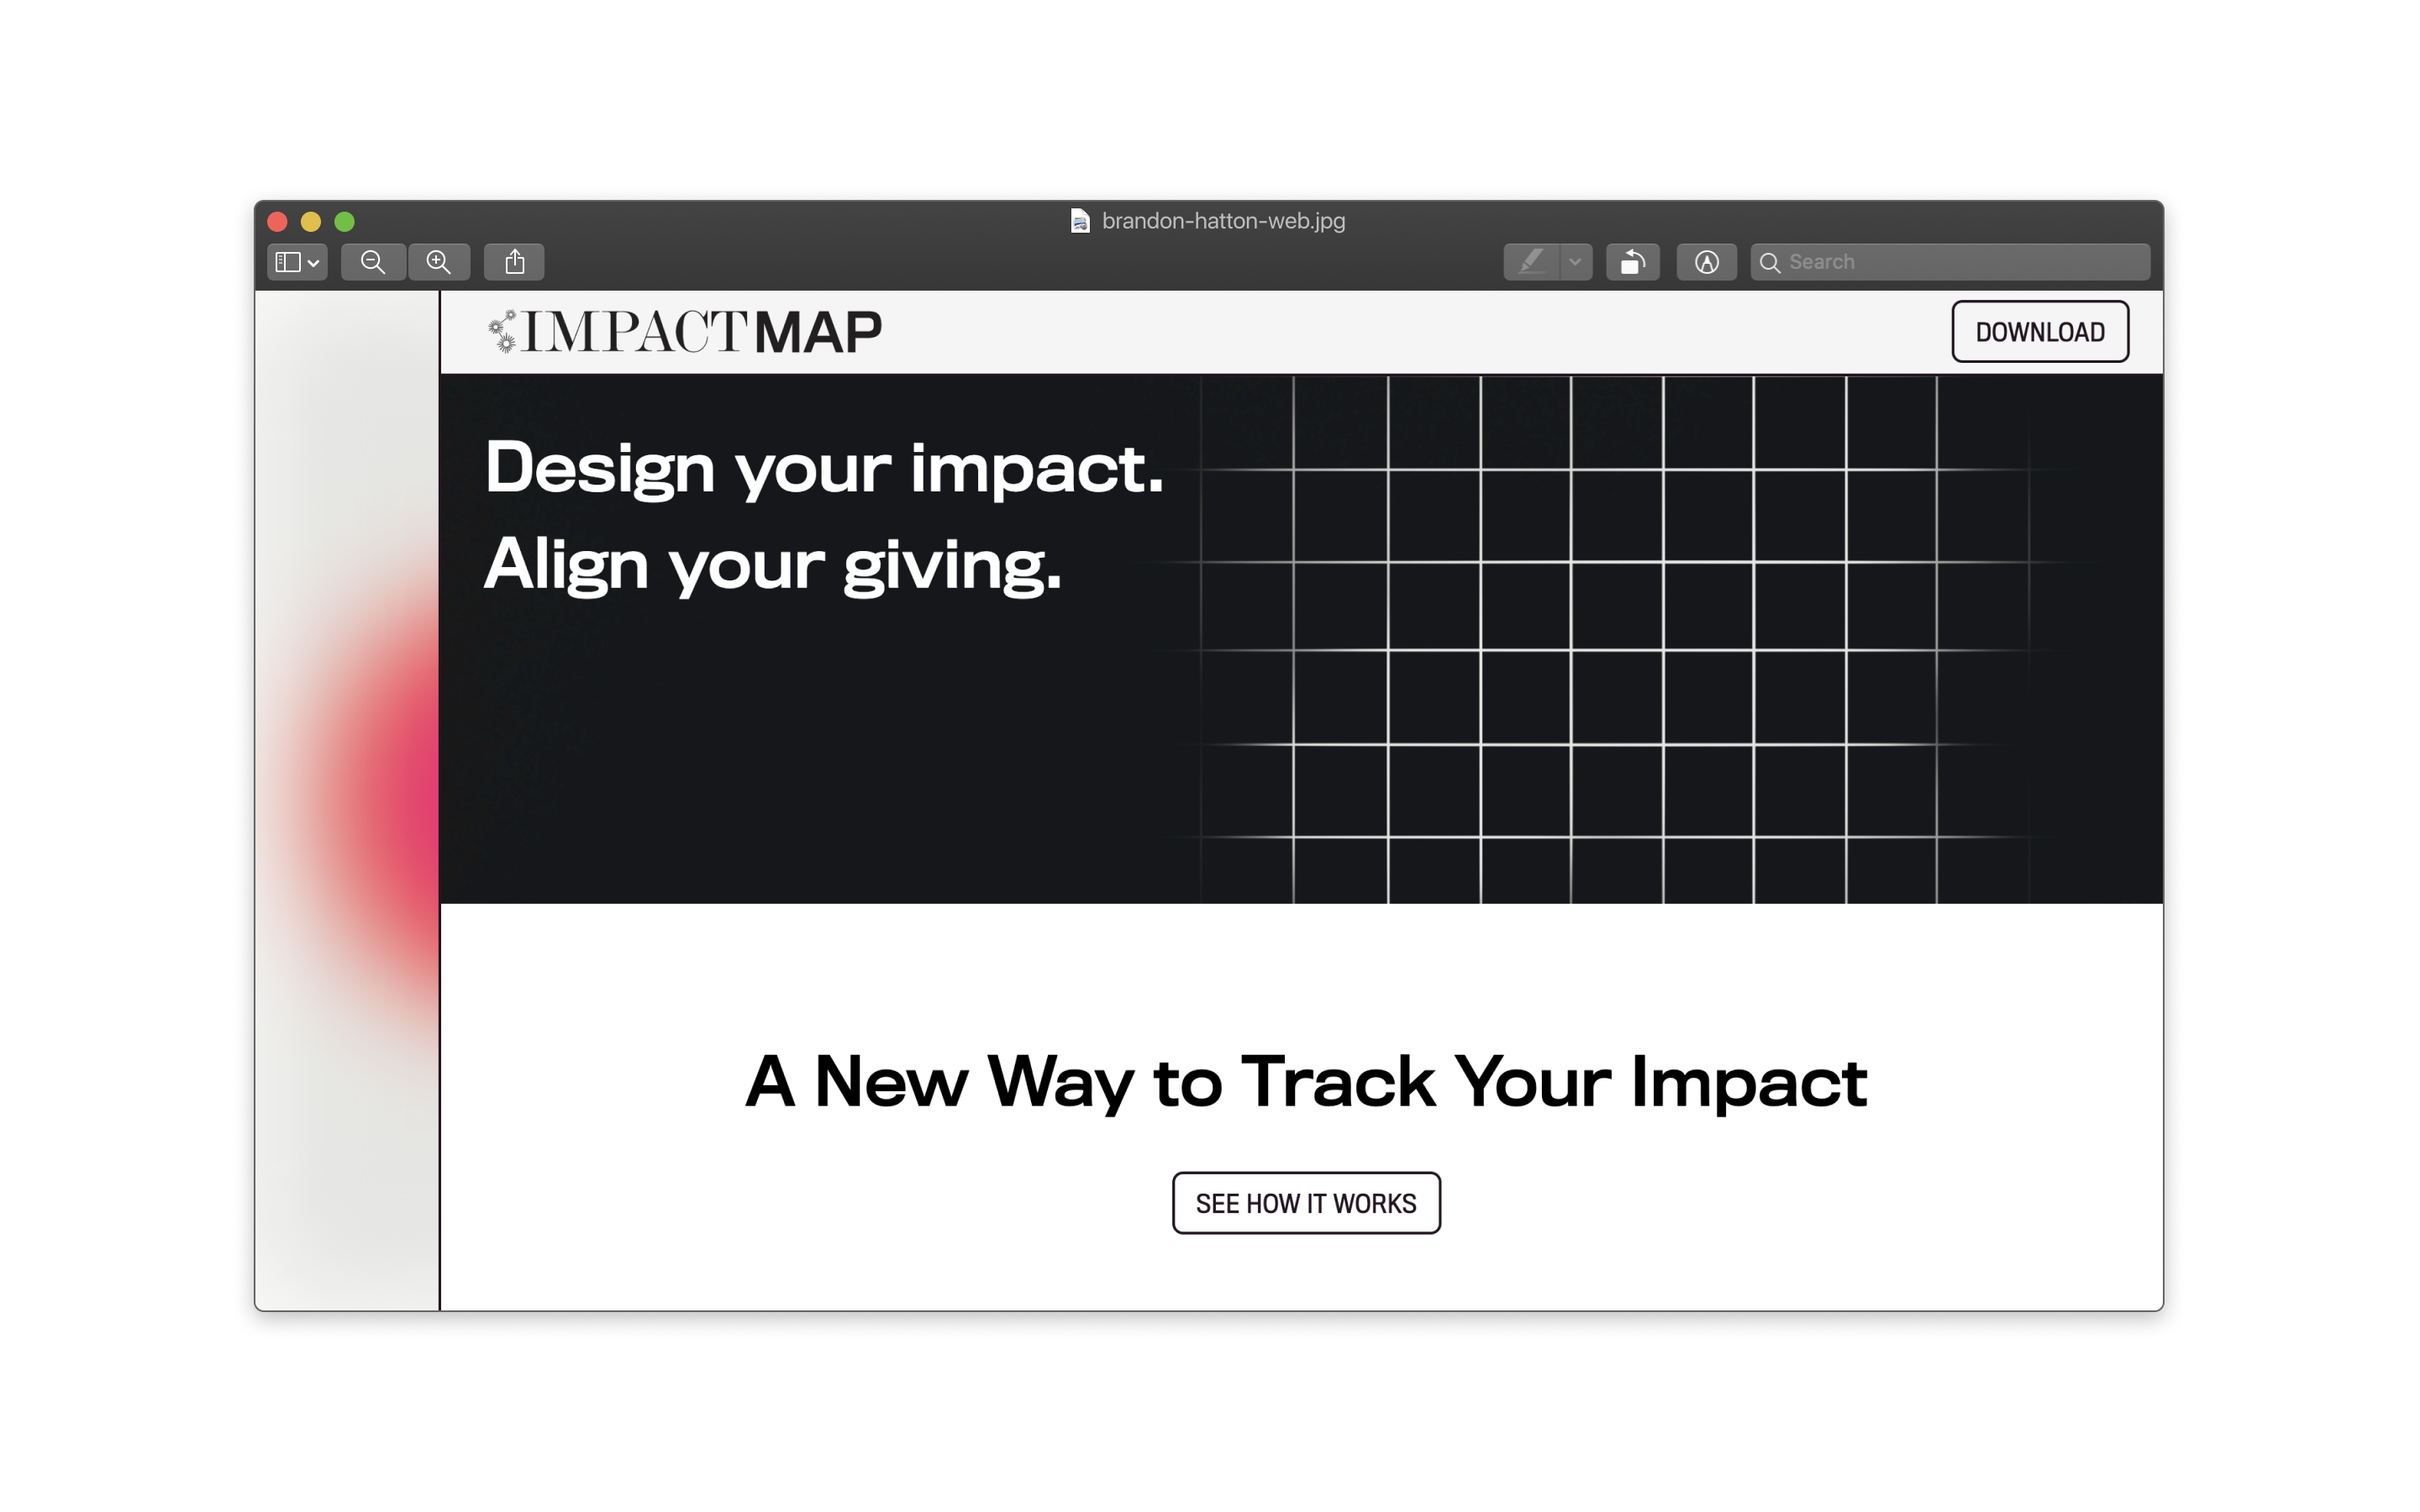 brandon-hatton-web.jpg
Search
IMPACTMAP
DOWNLOAD
Design your impact.
Align your giving.
A New Way to Track Your Impact
SEE HOW IT WORKS